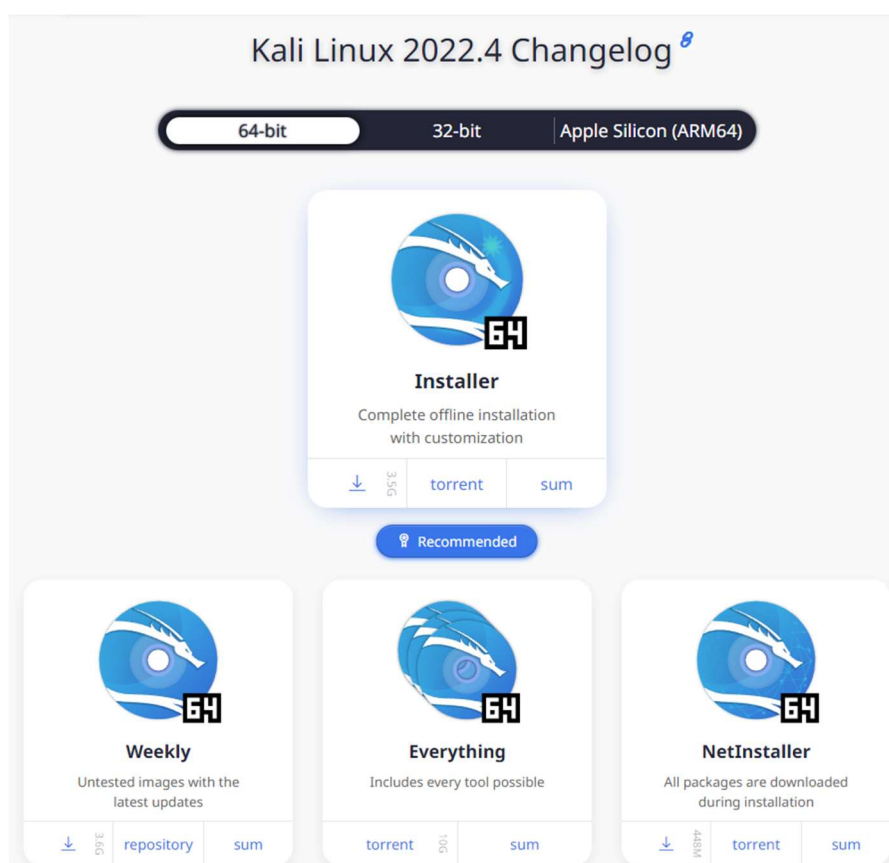 Kali Linux 2022.4 Changelog
64-bit
32-bit
Apple Silicon (ARM64)
64
Installer
Complete offline installation
with customization
3.5G
torrent
sum
Recommended
64
Weekly
Untested images with the
latest updates
3.6G
repository
sum
64
Everything
Includes every tool possible
torrent
10G
sum
64
NetInstaller
All packages are downloaded
during installation
448M
torrent
sum